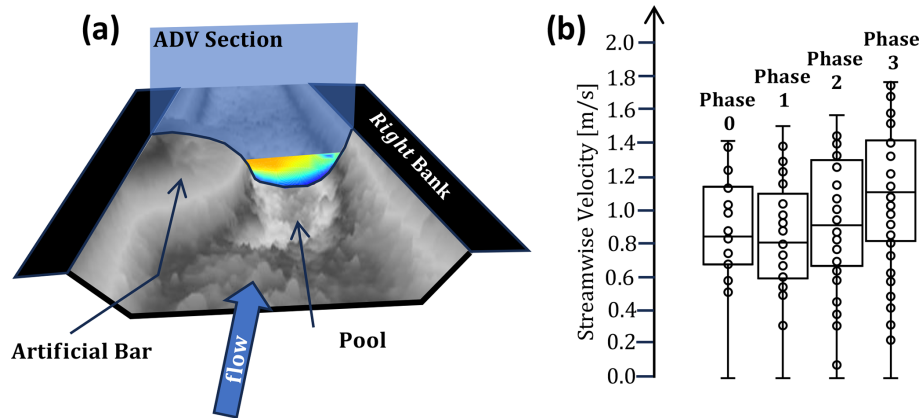 (a)
ADV Section
Right Bank
Artificial Bar
flow
Pool
(b)
Streamwise Velocity [m/s]
2.0
1.8
1.6
1.4
1.2
1.0
0.8
0.6
0.4
0.2
0.0
Phase
0
Phase
1
Phase
2
Phase
3